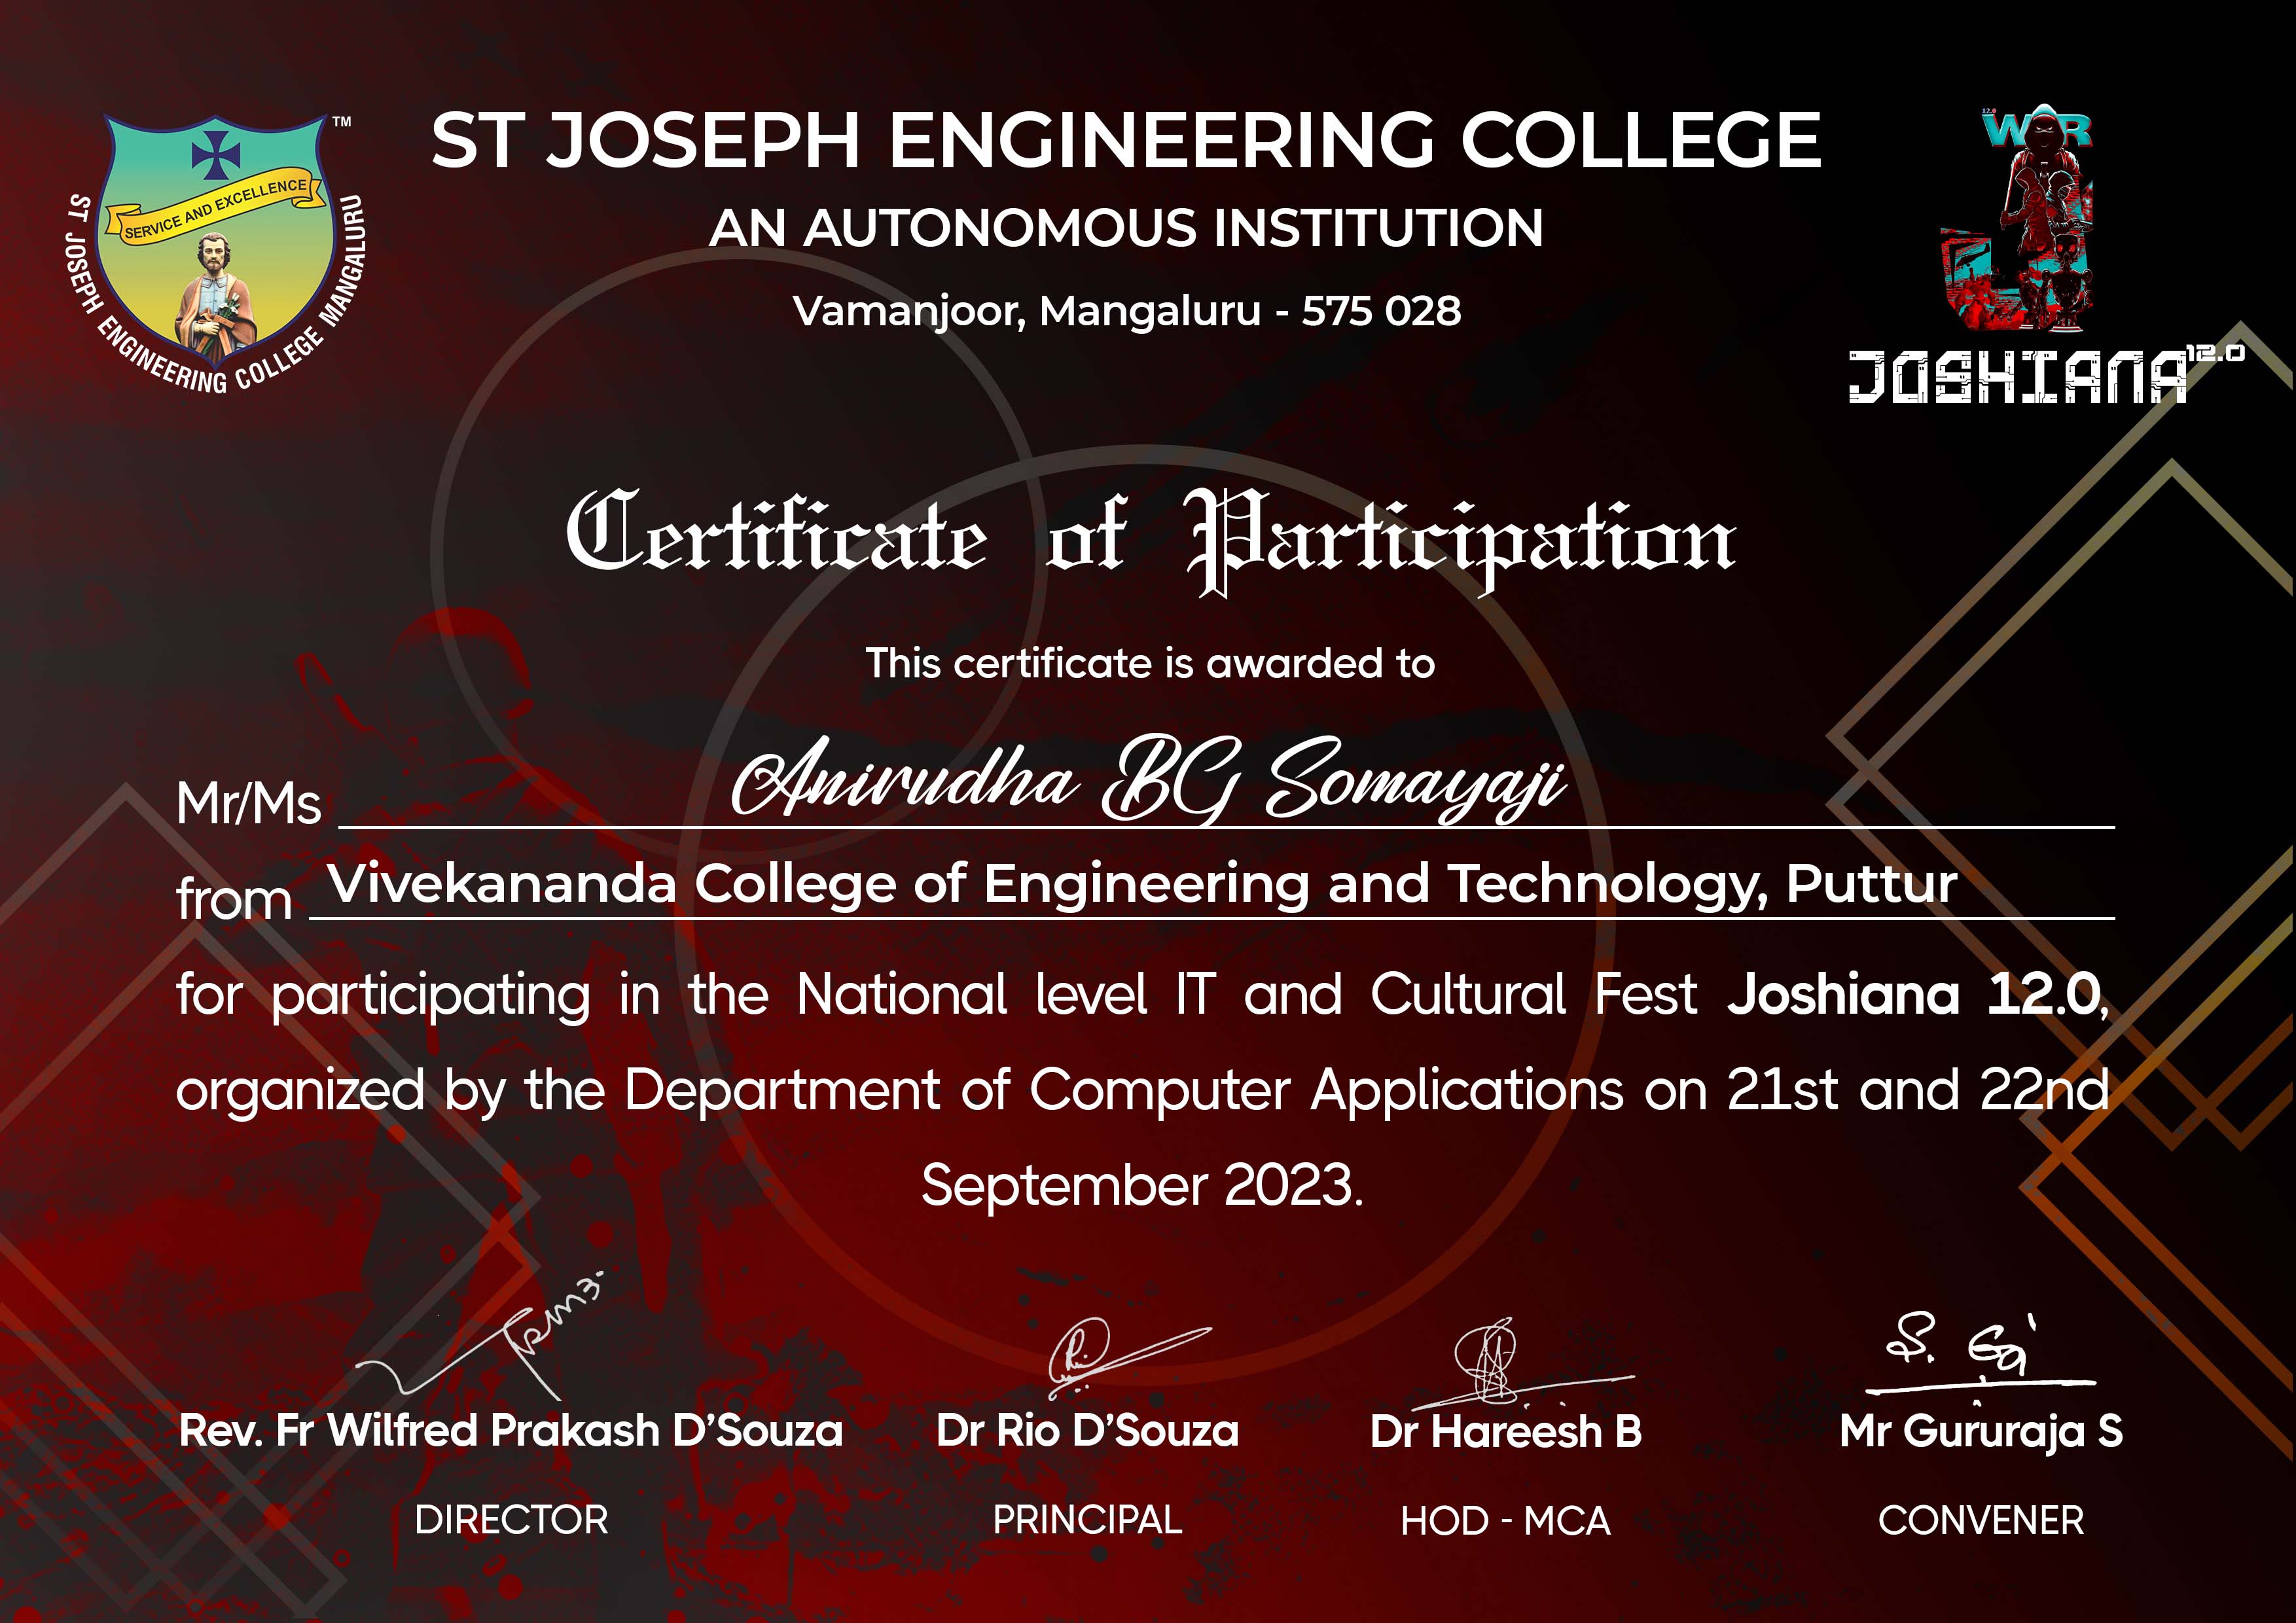 ST JOSEPH ENGINEERING COLLEGE
AN AUTONOMOUS INSTITUTION
Vamanjoor, Mangaluru - 575 028
TM
SERVICE AND EXCELLENCE
ST JOSEPH ENGINEERING COLLEGE MANGALURU
12.0
WAR
JOSHIANA 12.0
Certificate of Participation
This certificate is awarded to
Mr/Ms Anirudha BG Somayaji
from Vivekananda College of Engineering and Technology, Puttur
for participating in the National level IT and Cultural Fest Joshiana 12.0,
organized by the Department of Computer Applications on 21st and 22nd
September 2023.
Rev. Fr Wilfred Prakash D’Souza
DIRECTOR
Dr Rio D’Souza
PRINCIPAL
Dr Hareesh B
HOD - MCA
Mr Gururaja S
CONVENER